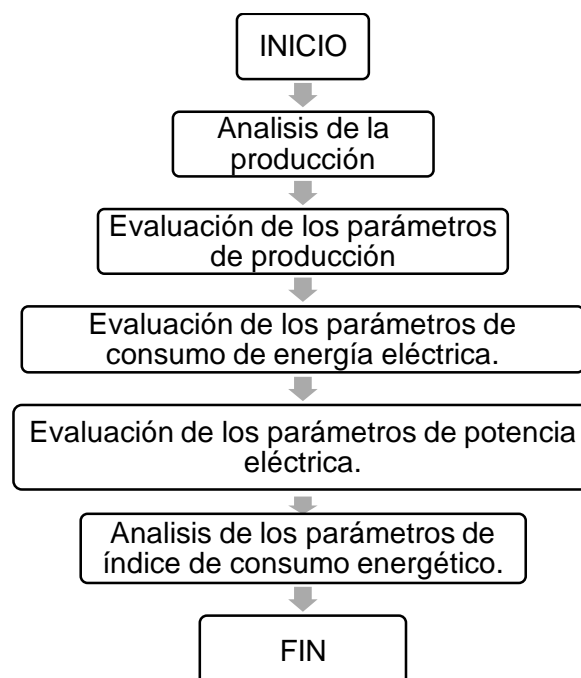 INICIO
Analisis de la
producción
Evaluación de los parámetros
de producción
Evaluación de los parámetros de
consumo de energía eléctrica.
Evaluación de los parámetros de potencia
eléctrica.
Analisis de los parámetros de
índice de consumo energético.
FIN